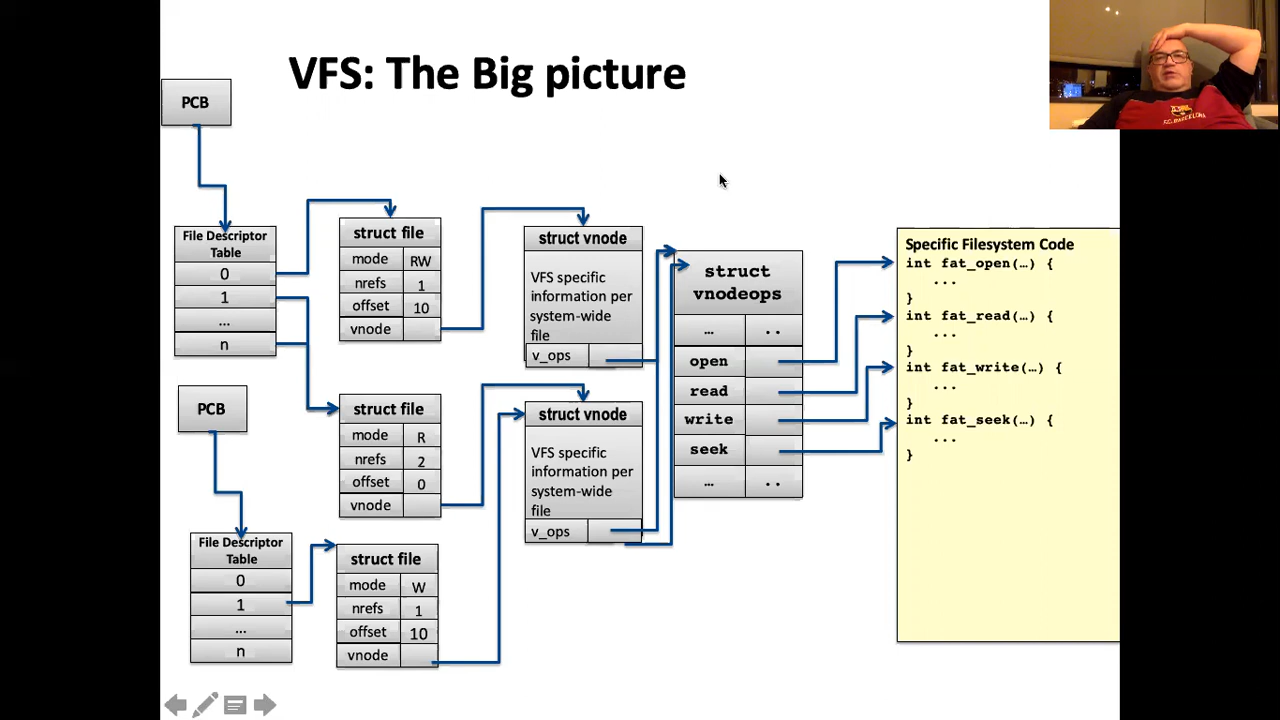 VFS: The Big picture
PCB
File Descriptor
Table
0
1
...
n
struct file
mode RW
nrefs 1
offset 10
vnode
struct vnode
VFS specific
information per
system-wide
file
v_ops
struct
vnodeops
... ..
open
read
write
seek
... ..
Specific Filesystem Code
int fat_open(…) {
...
}
int fat_read(…) {
...
}
int fat_write(…) {
...
}
int fat_seek(…) {
...
}
struct file
mode R
nrefs 2
offset 0
vnode
struct vnode
VFS specific
information per
system-wide
file
v_ops
PCB
File Descriptor
Table
0
1
...
n
struct file
mode W
nrefs 1
offset 10
vnode
F.C. BARCELONA